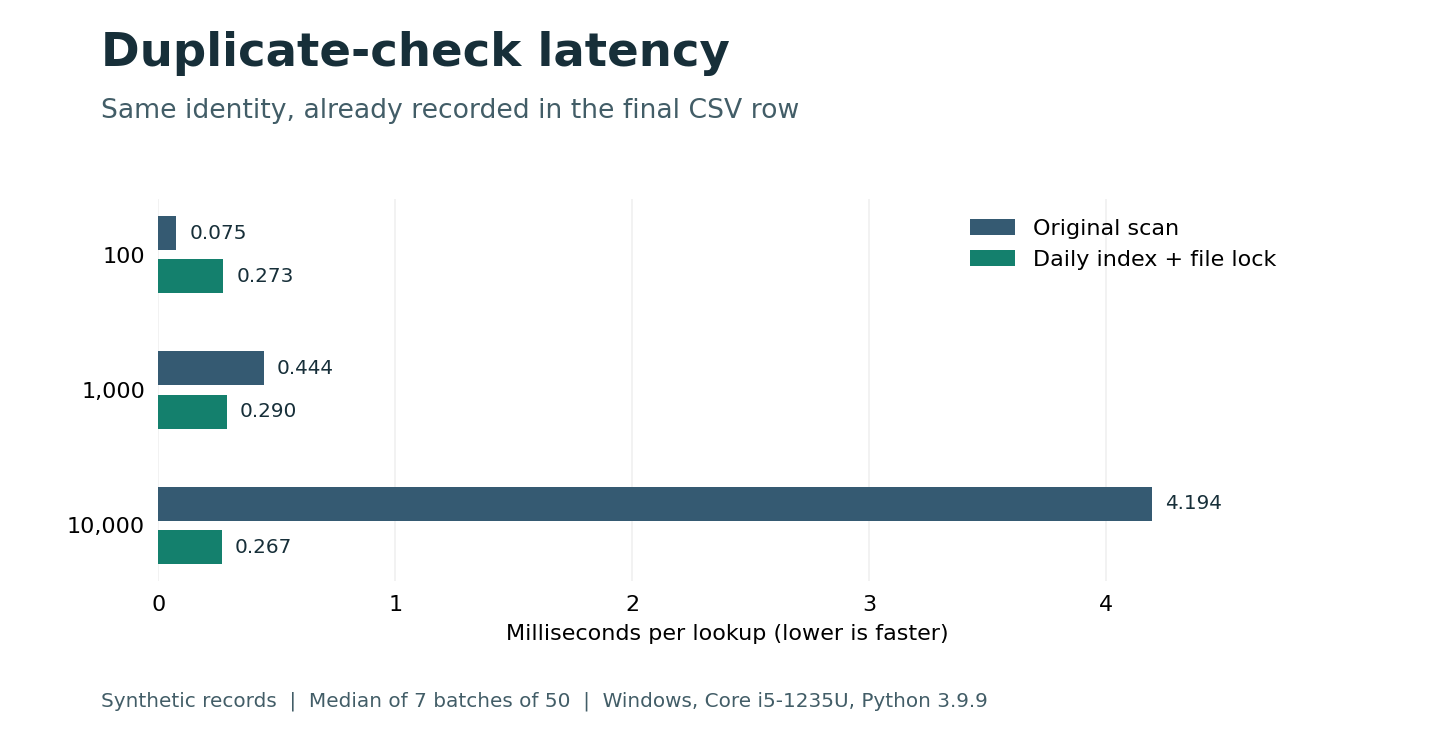 Duplicate-check latency
Same identity, already recorded in the final CSV row
Original scan
Daily index + file lock
100
0.075
0.273
1,000
0.444
0.290
10,000
4.194
0.267
0
1
2
3
4
Milliseconds per lookup (lower is faster)
Synthetic records | Median of 7 batches of 50 | Windows, Core i5-1235U, Python 3.9.9